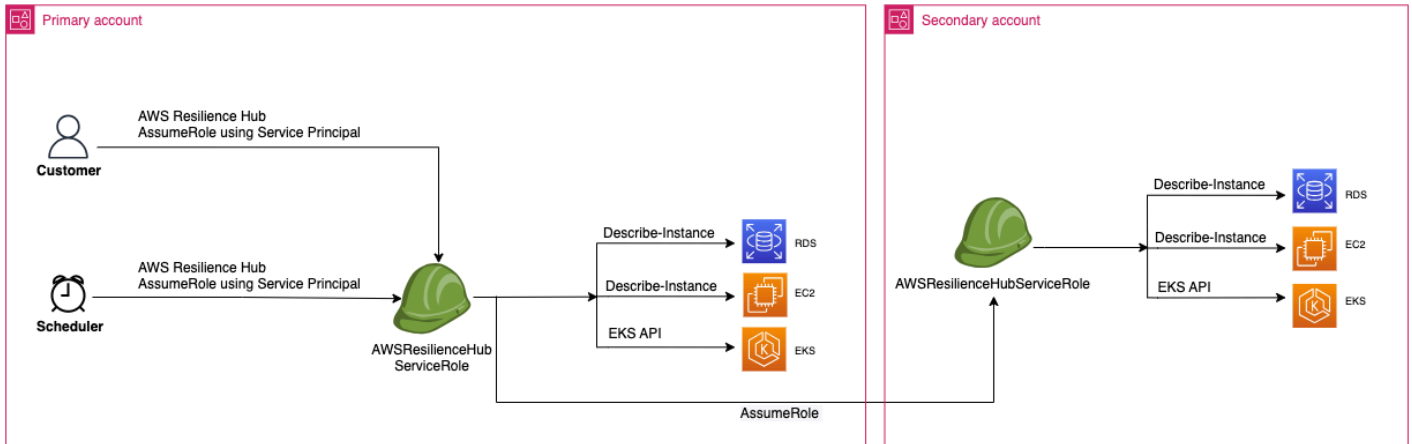 Primary account
AWS Resilience Hub
AssumeRole using Service Principal
Customer
AWS Resilience Hub
AssumeRole using Service Principal
Scheduler
AWSResilienceHub
ServiceRole
Describe-Instance
RDS
Describe-Instance
EC2
EKS API
EKS
AssumeRole
Secondary account
AWSResilienceHubServiceRole
Describe-Instance
RDS
Describe-Instance
EC2
EKS API
EKS